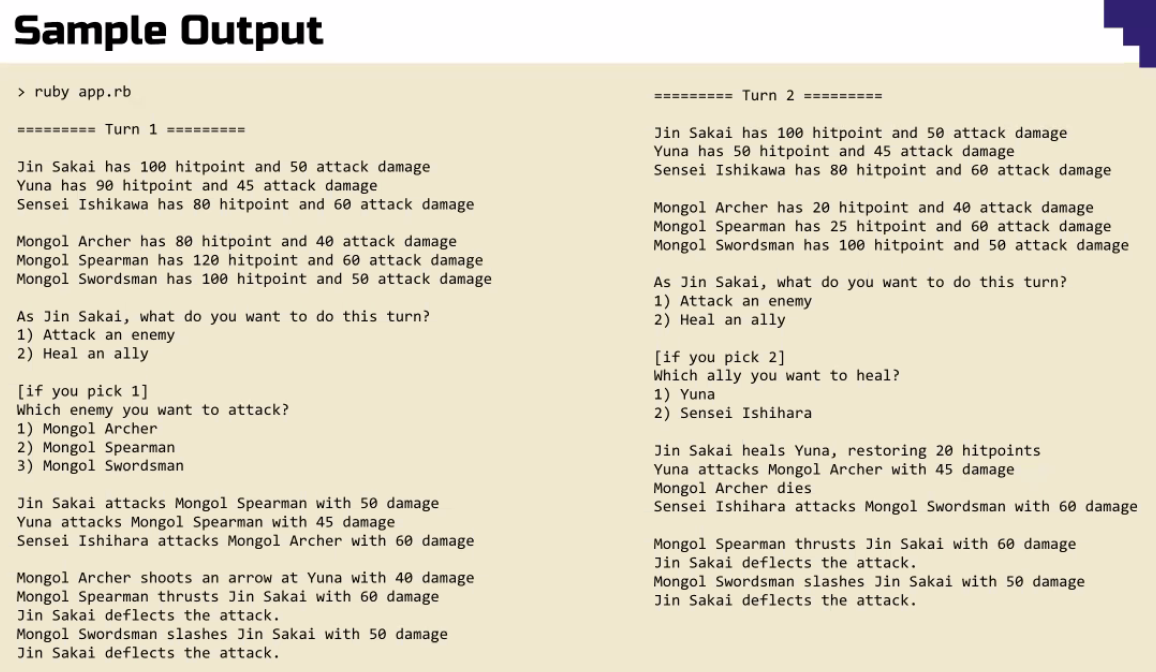 Sample Output
> ruby app.rb
========= Turn 1 =========
Jin Sakai has 100 hitpoint and 50 attack damage
Yuna has 90 hitpoint and 45 attack damage
Sensei Ishikawa has 80 hitpoint and 60 attack damage
Mongol Archer has 80 hitpoint and 40 attack damage
Mongol Spearman has 120 hitpoint and 60 attack damage
Mongol Swordsman has 100 hitpoint and 50 attack damage
As Jin Sakai, what do you want to do this turn?
1) Attack an enemy
2) Heal an ally
[if you pick 1]
Which enemy you want to attack?
1) Mongol Archer
2) Mongol Spearman
3) Mongol Swordsman
Jin Sakai attacks Mongol Spearman with 50 damage
Yuna attacks Mongol Spearman with 45 damage
Sensei Ishihara attacks Mongol Archer with 60 damage
Mongol Archer shoots an arrow at Yuna with 40 damage
Mongol Spearman thrusts Jin Sakai with 60 damage
Jin Sakai deflects the attack.
Mongol Swordsman slashes Jin Sakai with 50 damage
Jin Sakai deflects the attack.
========= Turn 2 =========
Jin Sakai has 100 hitpoint and 50 attack damage
Yuna has 50 hitpoint and 45 attack damage
Sensei Ishikawa has 80 hitpoint and 60 attack damage
Mongol Archer has 20 hitpoint and 40 attack damage
Mongol Spearman has 25 hitpoint and 60 attack damage
Mongol Swordsman has 100 hitpoint and 50 attack damage
As Jin Sakai, what do you want to do this turn?
1) Attack an enemy
2) Heal an ally
[if you pick 2]
Which ally you want to heal?
1) Yuna
2) Sensei Ishihara
Jin Sakai heals Yuna, restoring 20 hitpoints
Yuna attacks Mongol Archer with 45 damage
Mongol Archer dies
Sensei Ishihara attacks Mongol Swordsman with 60 damage
Mongol Spearman thrusts Jin Sakai with 60 damage
Jin Sakai deflects the attack.
Mongol Swordsman slashes Jin Sakai with 50 damage
Jin Sakai deflects the attack.